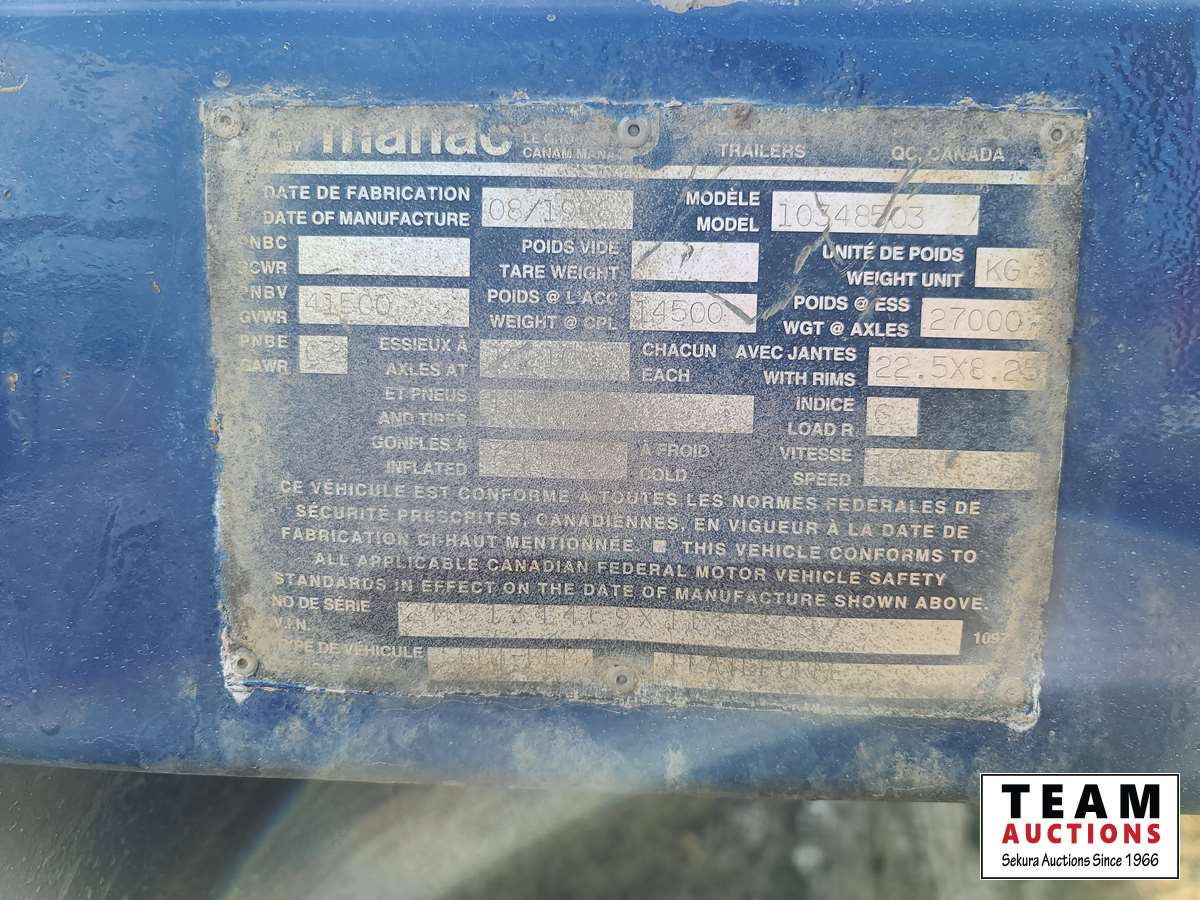 manac CANAM MANA TRAILERS QC, CANADA
DATE DE FABRICATION
DATE OF MANUFACTURE 08/1998 MODÈLE
MODEL 10348503
PNBC POIDS VIDE
TARE WEIGHT UNITÉ DE POIDS
WEIGHT UNIT KG
PNBV
GVWR 41500 POIDS @ L'ACC
WEIGHT @ CPL 14500 POIDS @ ESS
WGT @ AXLES 27000
PNBE
GAWR ESSIEUX À
AXLES AT CHACUN
EACH AVEC JANTES
WITH RIMS 22.5X8.25
ET PNEUS
AND TIRES INDICE
LOAD R G
GONFLÉS À
INFLATED À FROID
COLD VITESSE
SPEED
CE VÉHICULE EST CONFORME À TOUTES LES NORMES FÉDÉRALES DE
SÉCURITÉ PRESCRITES, CANADIENNES, EN VIGUEUR À LA DATE DE
FABRICATION CI-HAUT MENTIONNÉE. ■ THIS VEHICLE CONFORMS TO
ALL APPLICABLE CANADIAN FEDERAL MOTOR VEHICLE SAFETY
STANDARDS IN EFFECT ON THE DATE OF MANUFACTURE SHOWN ABOVE.
NO DE SÉRIE
V.I.N.
TYPE DE VÉHICULE
TEAM
AUCTIONS
Sekura Auctions Since 1966